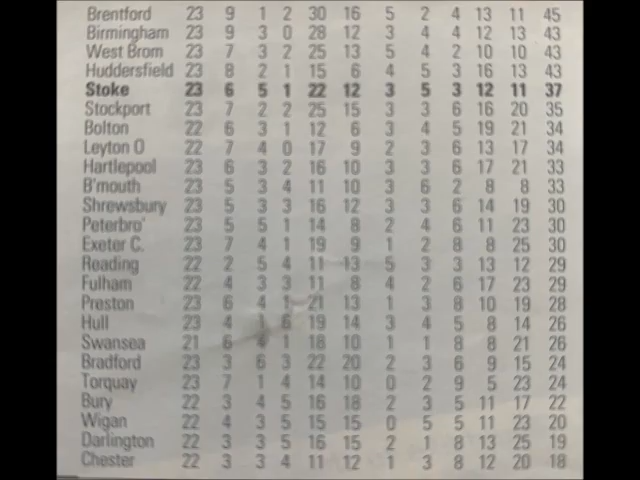 Brentford 23 9 1 2 30 16 5 2 4 13 11 45
Birmingham 23 9 3 0 28 12 3 4 4 12 13 43
West Brom 23 7 3 2 25 13 5 4 2 10 10 43
Huddersfield 23 8 2 1 15 6 4 5 3 16 13 43
Stoke 23 6 5 1 22 12 3 5 3 12 11 37
Stockport 23 7 2 2 25 15 3 3 6 16 20 35
Bolton 22 6 3 1 12 6 3 4 5 19 21 34
Leyton O 22 7 4 0 17 9 2 3 6 13 17 34
Hartlepool 23 6 3 2 16 10 3 3 6 17 21 33
B'mouth 23 5 3 4 11 10 3 6 2 8 8 33
Shrewsbury 23 5 3 3 16 12 3 3 6 14 19 30
Peterbro' 23 5 5 1 14 8 2 4 6 11 23 30
Exeter C. 23 7 4 1 19 9 1 2 8 8 25 30
Reading 22 2 5 4 11 13 5 3 3 13 12 29
Fulham 22 4 3 3 11 8 4 2 6 17 23 29
Preston 23 6 4 1 21 13 1 3 8 10 19 28
Hull 23 4 1 6 19 14 3 4 5 8 14 26
Swansea 21 6 4 1 18 10 1 1 8 8 21 26
Bradford 23 3 6 3 22 20 2 3 6 9 15 24
Torquay 23 7 1 4 14 10 0 2 9 5 23 24
Bury 22 3 4 5 16 18 2 3 5 11 17 22
Wigan 22 4 3 5 15 15 0 5 5 11 23 20
Darlington 22 3 3 5 16 15 2 1 8 13 25 19
Chester 22 3 3 4 11 12 1 3 8 12 20 18